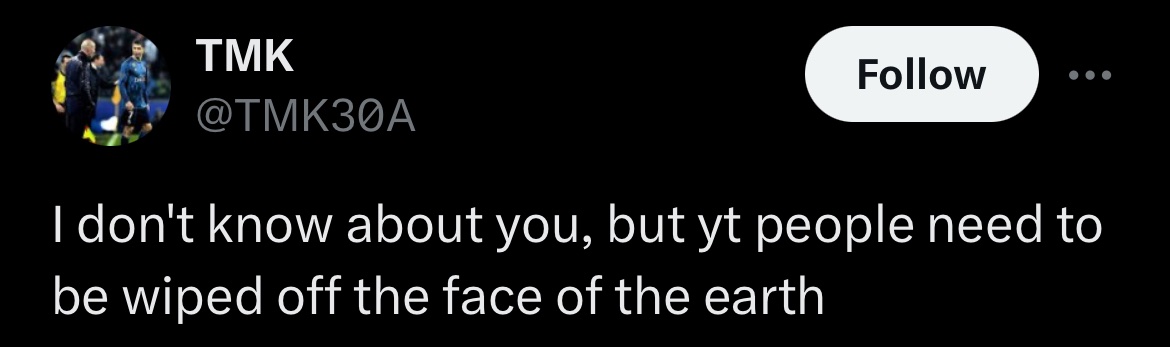 TMK
@TMK30A
Follow
I don't know about you, but yt people need to
be wiped off the face of the earth